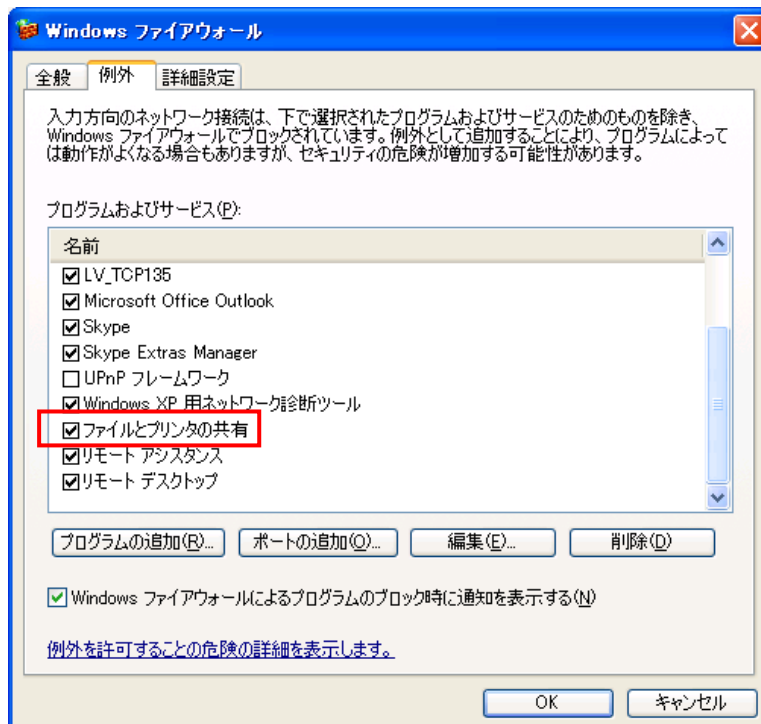 Windows ファイアウォール
全般 例外 詳細設定
入力方向のネットワーク接続は、下で選択されたプログラムおよびサービスのためのものを除き、
Windows ファイアウォールでブロックされています。例外として追加することにより、プログラムによって
は動作がよくなる場合もありますが、セキュリティの危険が増加する可能性があります。
プログラムおよびサービス(P):
名前
LV_TCP135
Microsoft Office Outlook
Skype
Skype Extras Manager
UPnP フレームワーク
Windows XP 用ネットワーク診断ツール
ファイルとプリンタの共有
リモート アシスタンス
リモート デスクトップ
プログラムの追加(R)... ポートの追加(O)... 編集(E)... 削除(D)
Windows ファイアウォールによるプログラムのブロック時に通知を表示する(N)
例外を許可することの危険の詳細を表示します。
OK キャンセル